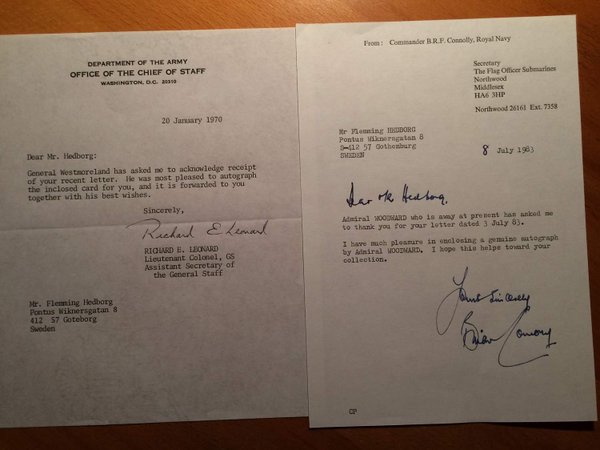 DEPARTMENT OF THE ARMY
OFFICE OF THE CHIEF OF STAFF
WASHINGTON, D.C. 20310
20 January 1970
Dear Mr. Hedborg:
General Westmoreland has asked me to acknowledge receipt
of your recent letter. He was most pleased to autograph
the inclosed card for you, and it is forwarded to you
together with his best wishes.
Sincerely,
Richard E Leonard
RICHARD E. LEONARD
Lieutenant Colonel, GS
Assistant Secretary of
the General Staff
Mr. Flemming Hedborg
Pontus Wiknersgatan 8
412 57 Goteborg
Sweden
From: Commander B.R.F. Connolly, Royal Navy
Secretary
The Flag Officer Submarines
Northwood
Middlesex
HA6 3HP
Northwood 26161 Ext. 7358
Mr Flemming HEDBORG
Pontus Wiknersgatan 8
S-412 57 Gothenburg
SWEDEN
8 July 1983
Dear Mr Hedborg,
Admiral WOODWARD who is away at present has asked me
to thank you for your letter dated 3 July 83.
I have much pleasure in enclosing a genuine autograph
by Admiral WOODWARD. I hope this helps toward your
collection.
Yours Sincerely
Brian Connolly
CP